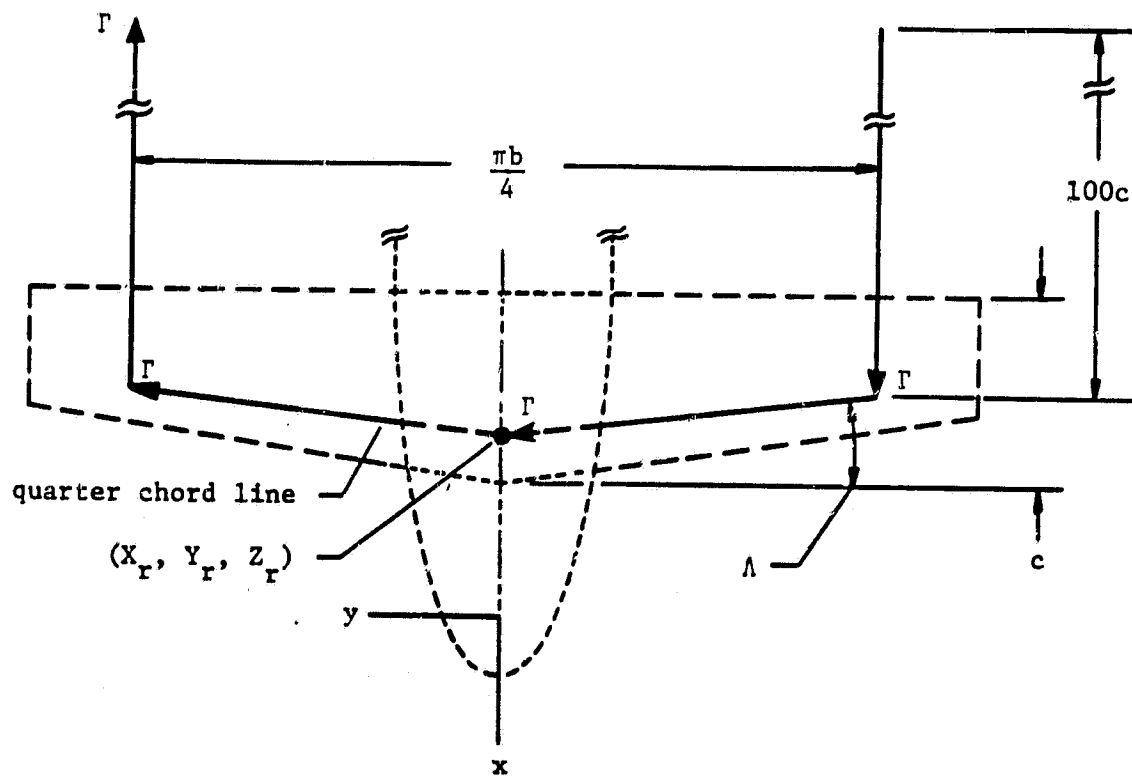 Γ
πb
4
100c
Γ
Γ
Γ
quarter chord line
(X_r, Y_r, Z_r)
Λ
c
y
x